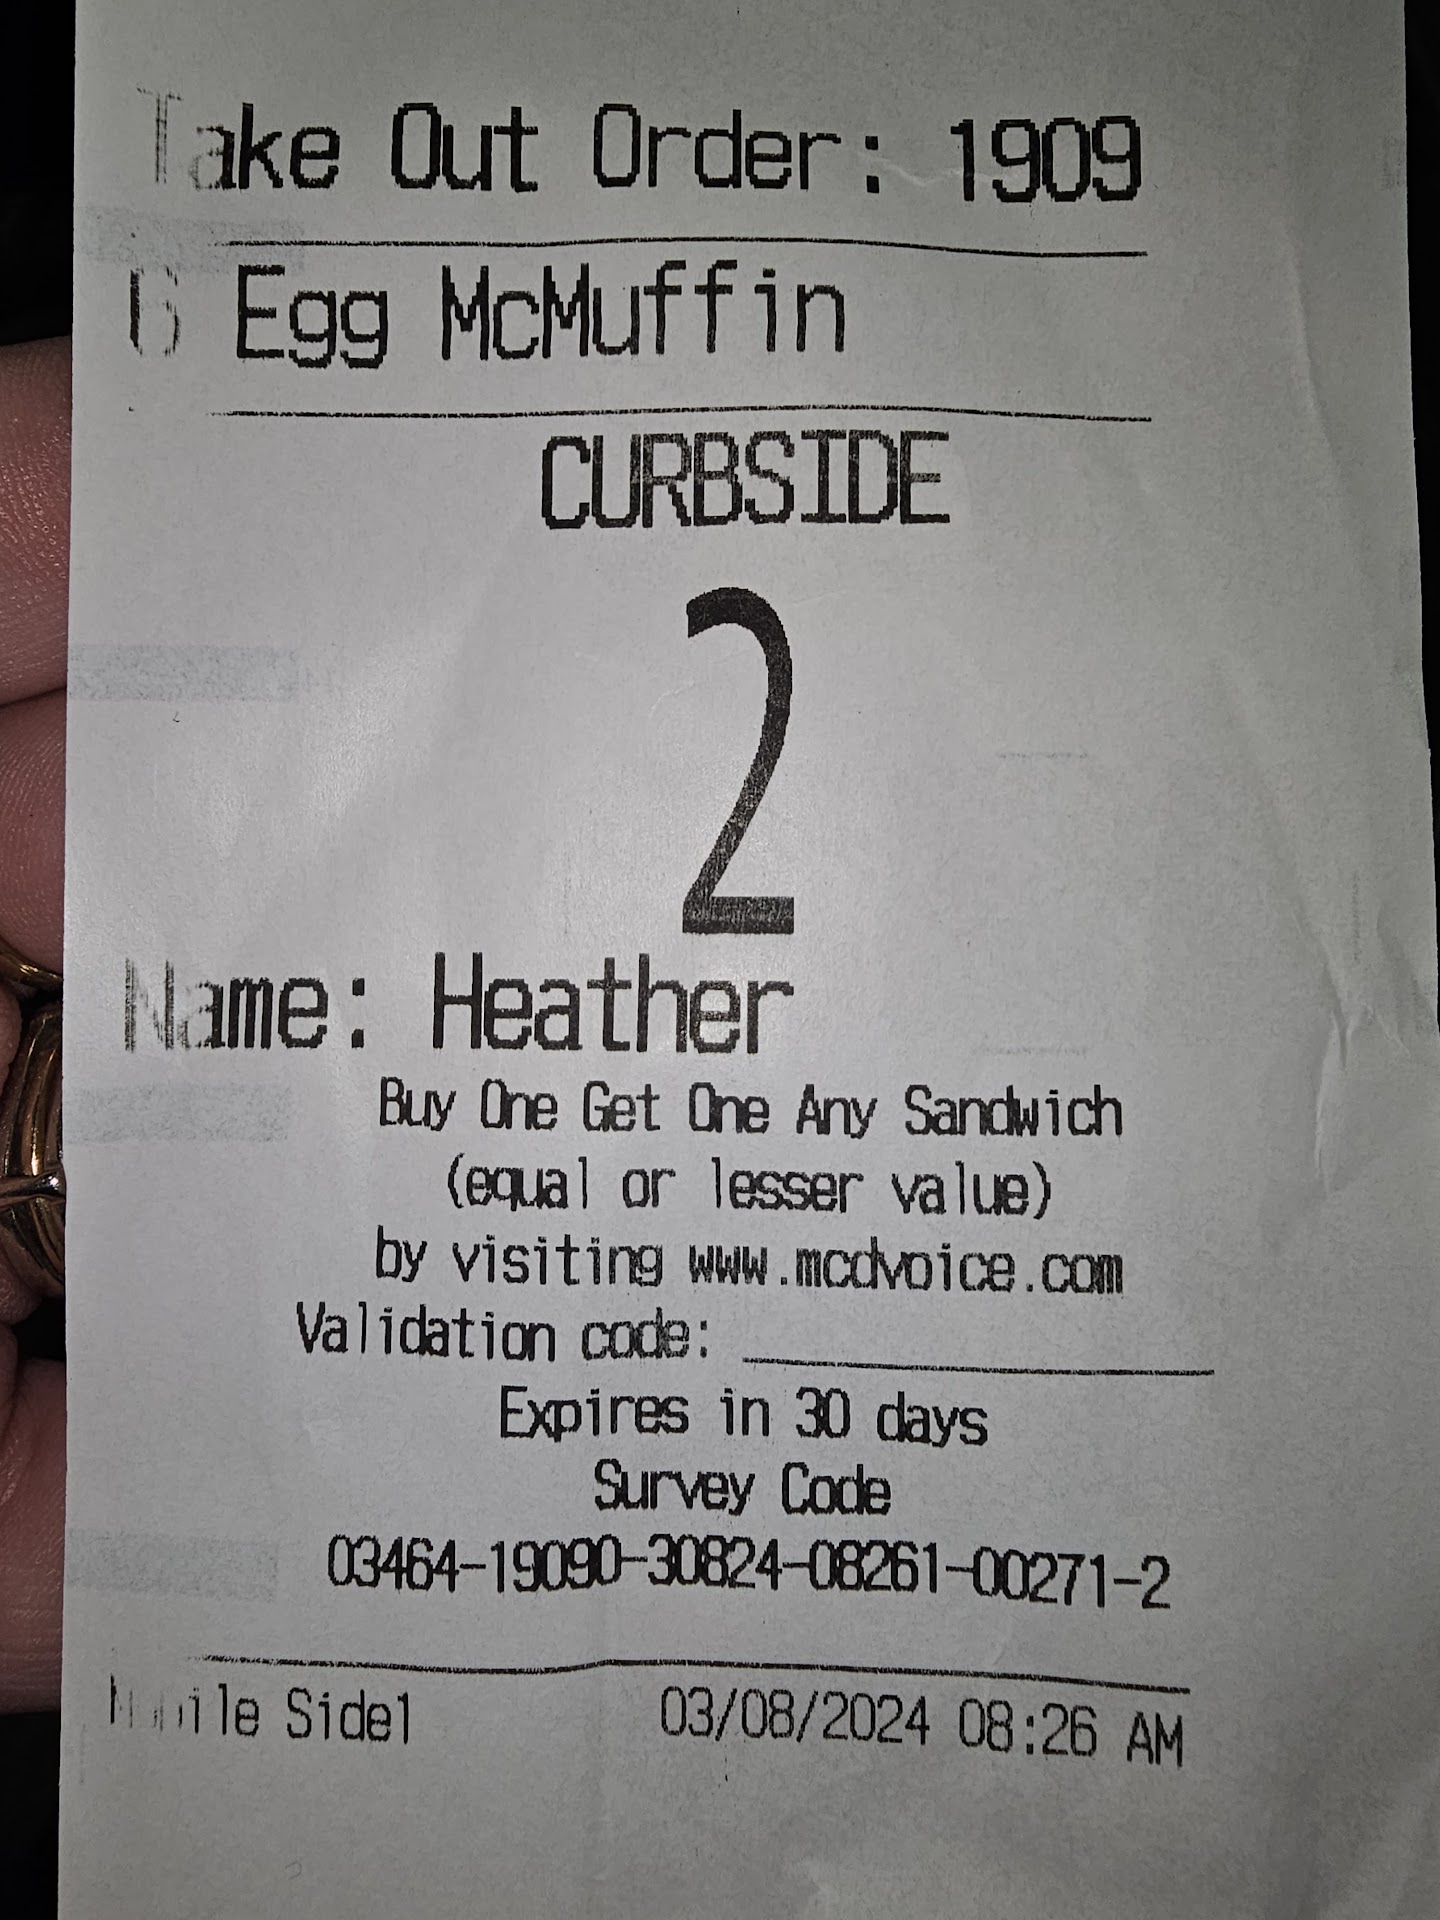 Take Out Order: 1909
6 Egg McMuffin
CURBSIDE
2
Name: Heather
Buy One Get One Any Sandwich
(equal or lesser value)
by visiting www.mcdvoice.com
Validation code:
Expires in 30 days
Survey Code
03464-19090-30824-08261-00271-2
Mobile Side1 03/08/2024 08:26 AM